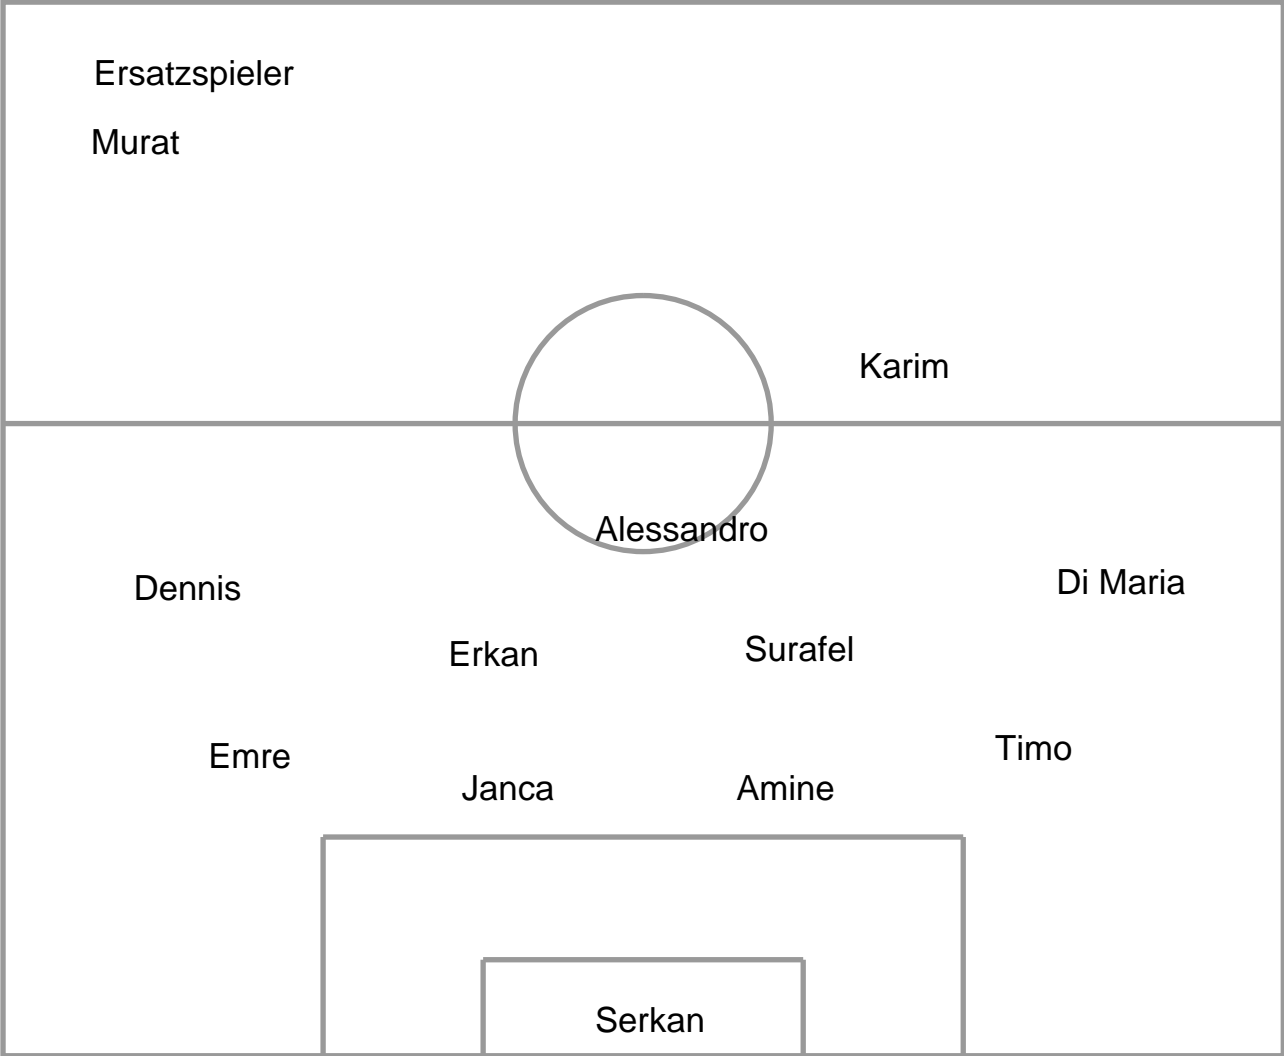 Ersatzspieler
Murat
Karim
Alessandro
Dennis
Di Maria
Erkan
Surafel
Emre
Timo
Janca
Amine
Serkan